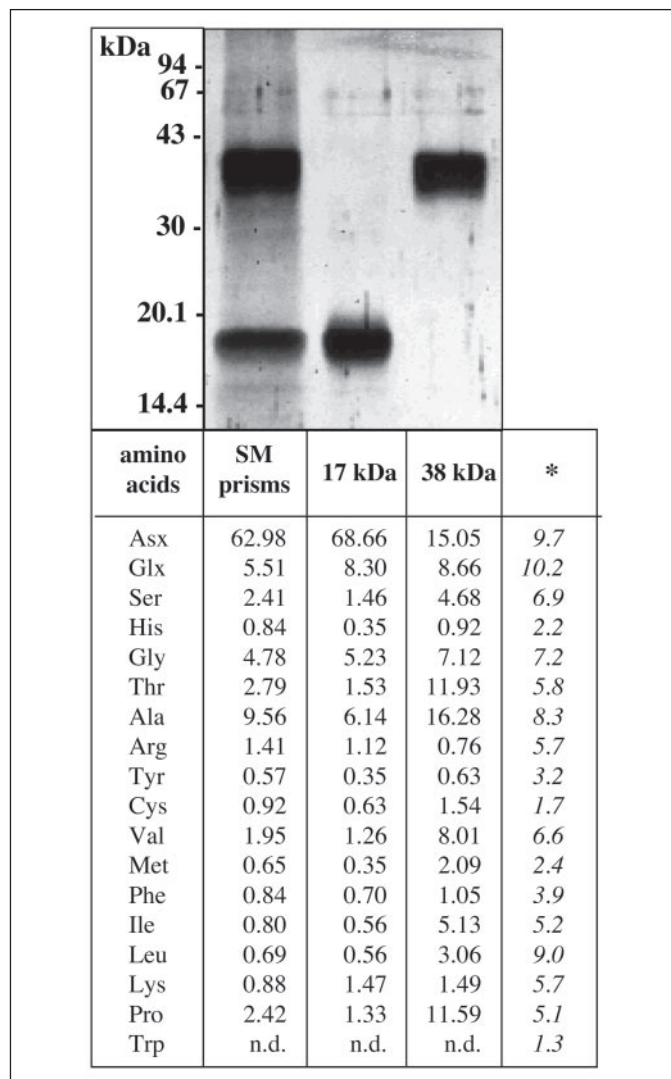 kDa
94 -
67 -
43 -
30 -
20.1 -
14.4 -
amino acids SM prisms 17 kDa 38 kDa *
Asx 62.98 68.66 15.05 9.7
Glx 5.51 8.30 8.66 10.2
Ser 2.41 1.46 4.68 6.9
His 0.84 0.35 0.92 2.2
Gly 4.78 5.23 7.12 7.2
Thr 2.79 1.53 11.93 5.8
Ala 9.56 6.14 16.28 8.3
Arg 1.41 1.12 0.76 5.7
Tyr 0.57 0.35 0.63 3.2
Cys 0.92 0.63 1.54 1.7
Val 1.95 1.26 8.01 6.6
Met 0.65 0.35 2.09 2.4
Phe 0.84 0.70 1.05 3.9
Ile 0.80 0.56 5.13 5.2
Leu 0.69 0.56 3.06 9.0
Lys 0.88 1.47 1.49 5.7
Pro 2.42 1.33 11.59 5.1
Trp n.d. n.d. n.d. 1.3